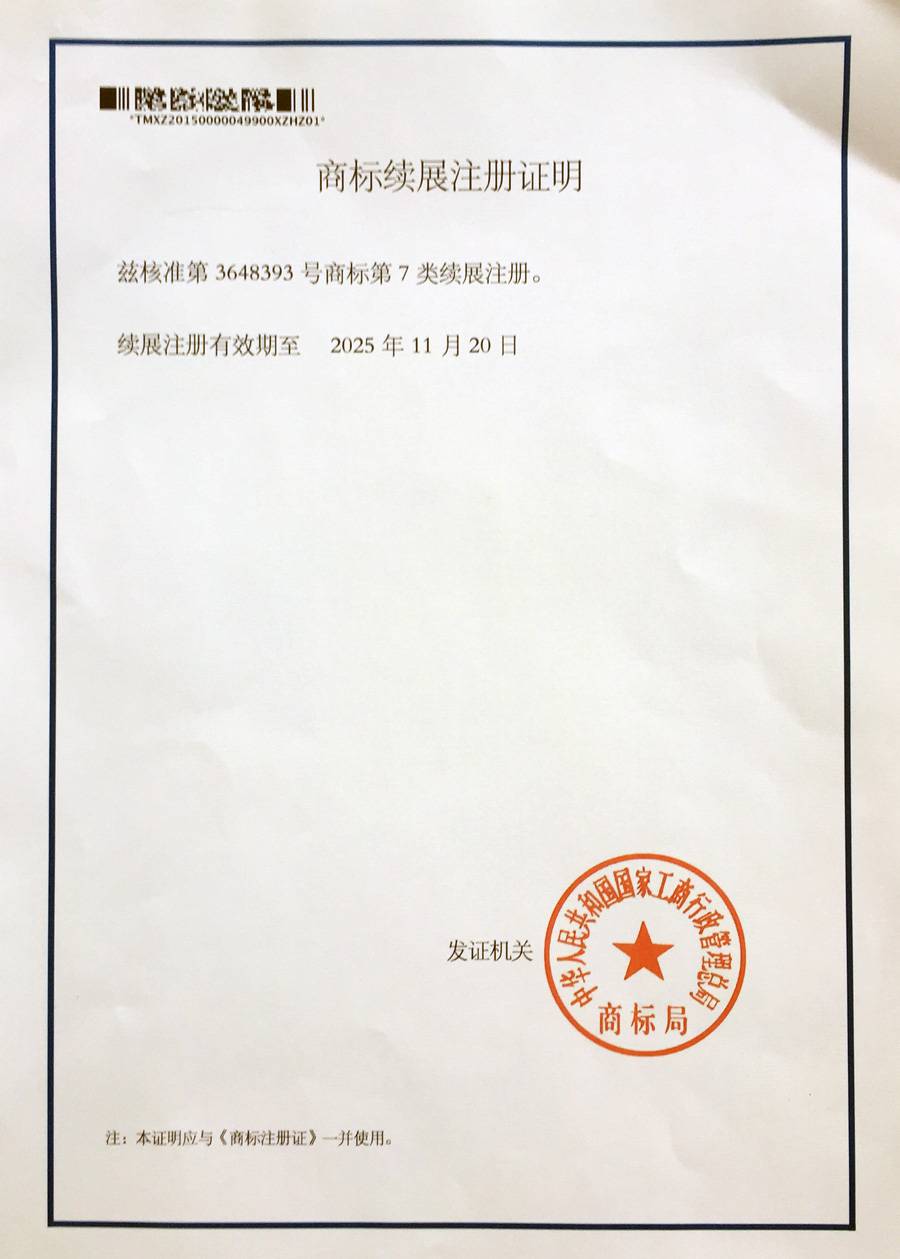 *TMXZ20150000049900XZHZ01*
商标续展注册证明
兹核准第 3648393 号商标第 7 类续展注册。
续展注册有效期至 2025 年 11 月 20 日
发证机关
中华人民共和国国家工商行政管理总局
商标局
注：本证明应与《商标注册证》一并使用。